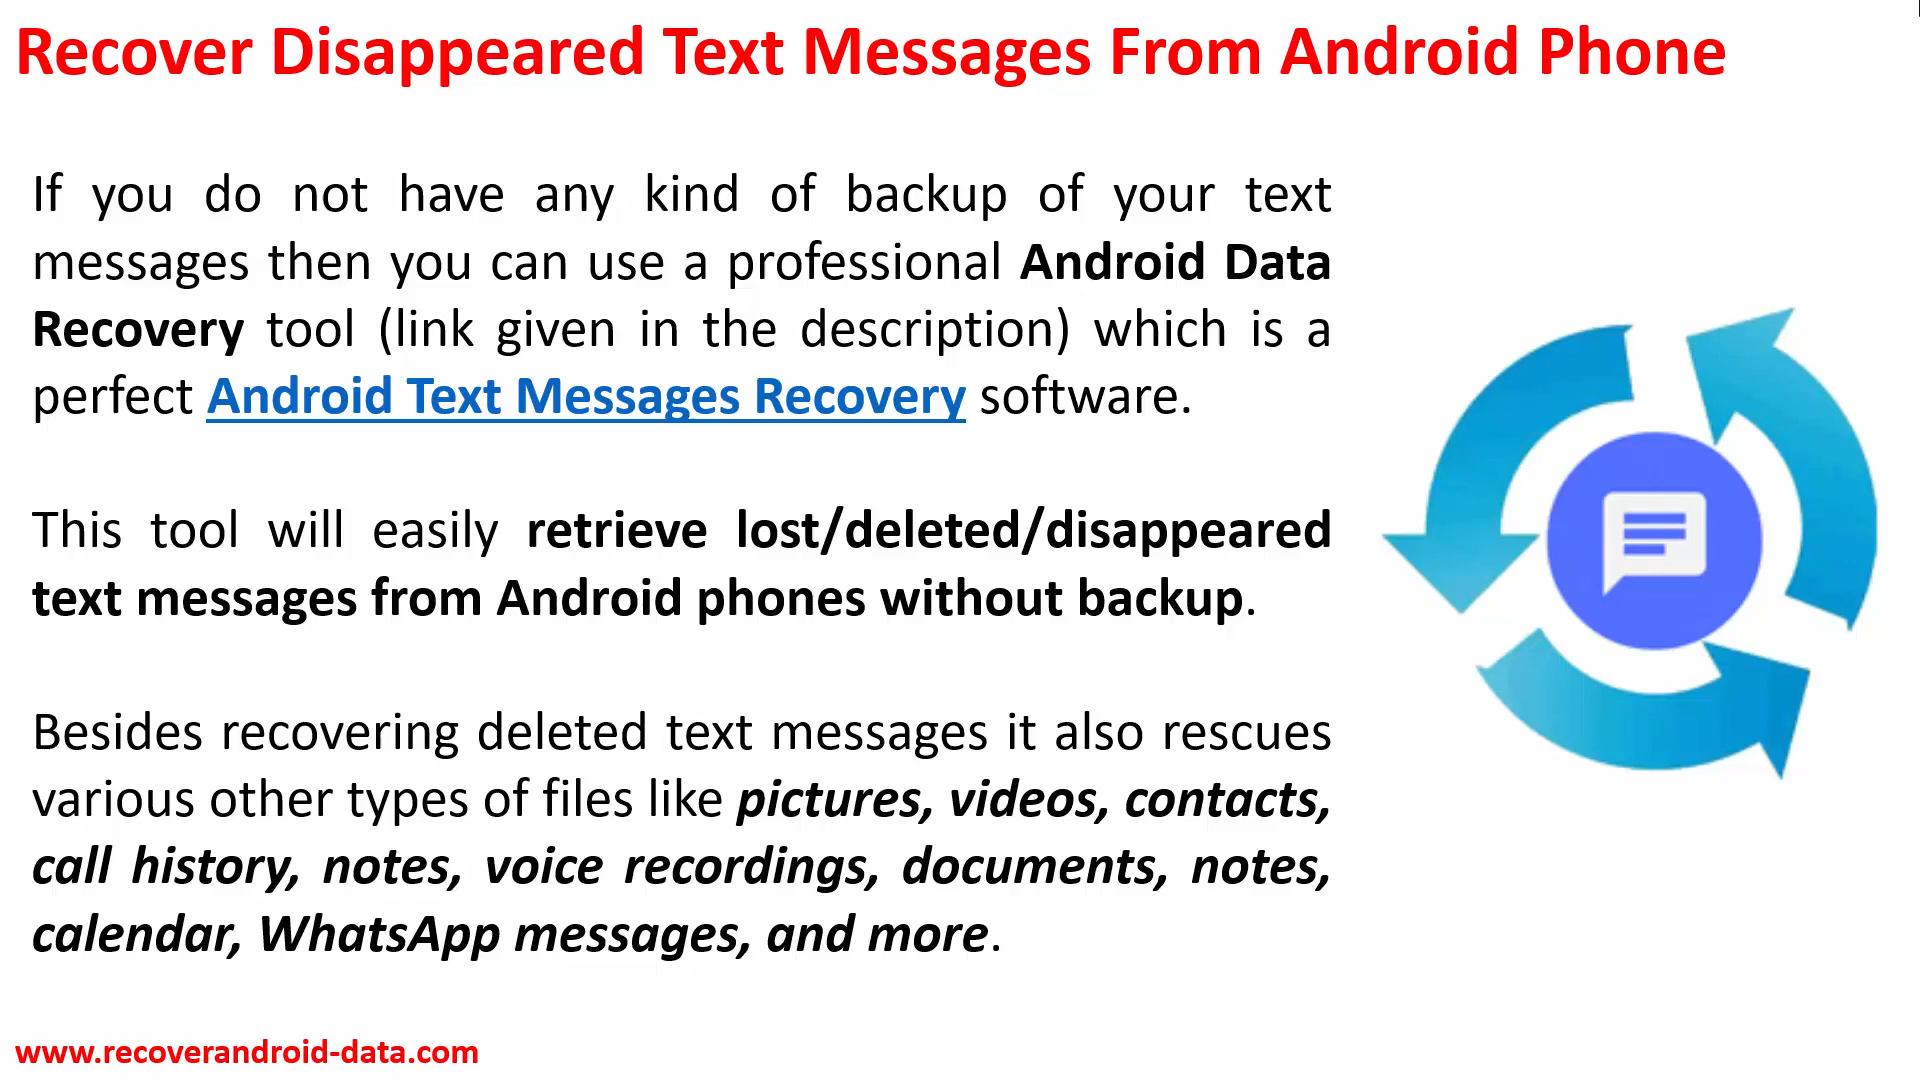 Recover Disappeared Text Messages From Android Phone
If you do not have any kind of backup of your text
messages then you can use a professional Android Data
Recovery tool (link given in the description) which is a
perfect Android Text Messages Recovery software.
This tool will easily retrieve lost/deleted/disappeared
text messages from Android phones without backup.
Besides recovering deleted text messages it also rescues
various other types of files like pictures, videos, contacts,
call history, notes, voice recordings, documents, notes,
calendar, WhatsApp messages, and more.
www.recoverandroid-data.com